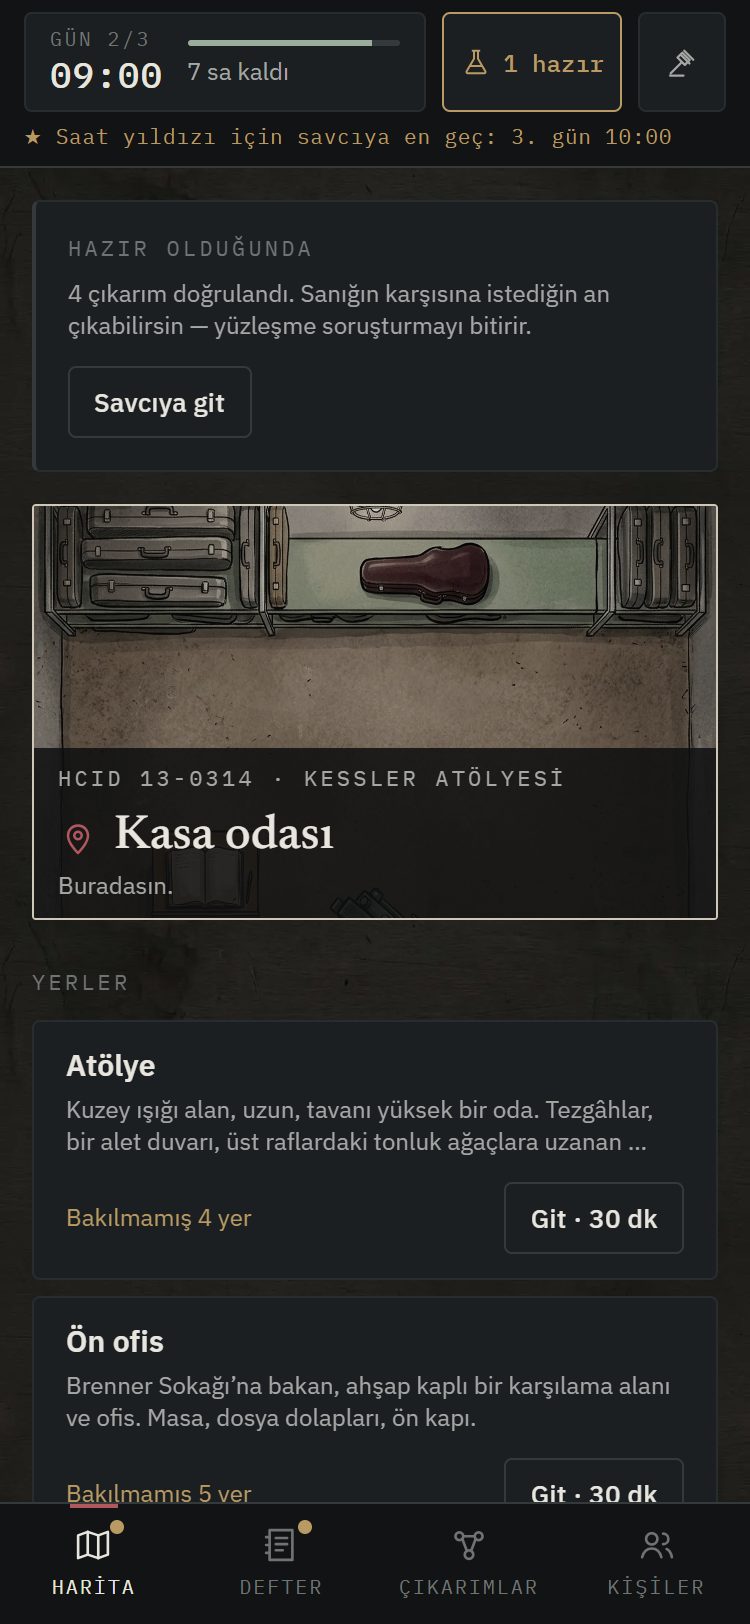 GÜN 2/3
09:00
7 sa kaldı
1 hazır
★ Saat yıldızı için savcıya en geç: 3. gün 10:00
HAZIR OLDUĞUNDA
4 çıkarım doğrulandı. Sanığın karşısına istediğin an
çıkabilirsin — yüzleşme soruşturmayı bitirir.
Savcıya git
HCID 13-0314 · KESSLER ATÖLYESİ
Kasa odası
Buradasın.
YERLER
Atölye
Kuzey ışığı alan, uzun, tavanı yüksek bir oda. Tezgâhlar,
bir alet duvarı, üst raflardaki tonluk ağaçlara uzanan ...
Bakılmamış 4 yer
Git · 30 dk
Ön ofis
Brenner Sokağı’na bakan, ahşap kaplı bir karşılama alanı
ve ofis. Masa, dosya dolapları, ön kapı.
Bakılmamış 5 yer
Git · 30 dk
HARİTA
DEFTER
ÇIKARIMLAR
KİŞİLER